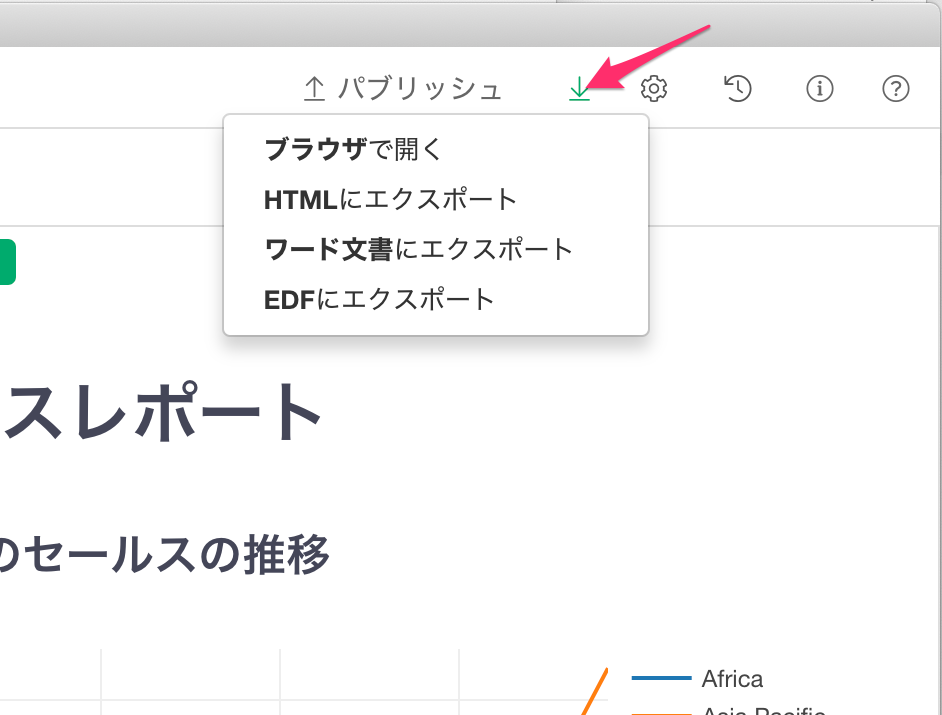 パブリッシュ
ブラウザで開く
HTMLにエクスポート
ワード文書にエクスポート
EDFにエクスポート
スレポート
のセールスの推移
Africa
Asia Pacific